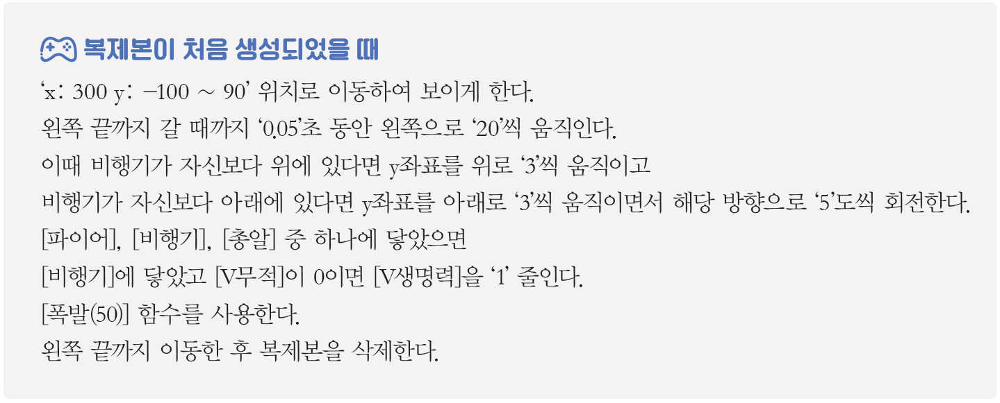 복제본이 처음 생성되었을 때
‘x: 300 y: −100 ~ 90’ 위치로 이동하여 보이게 한다.
왼쪽 끝까지 갈 때까지 ‘0.05’초 동안 왼쪽으로 ‘20’씩 움직인다.
이때 비행기가 자신보다 위에 있다면 y좌표를 위로 ‘3’씩 움직이고
비행기가 자신보다 아래에 있다면 y좌표를 아래로 ‘3’씩 움직이면서 해당 방향으로 ‘5’도씩 회전한다.
[파이어], [비행기], [총알] 중 하나에 닿았으면
[비행기]에 닿았고 [V무적]이 0이면 [V생명력]을 ‘1’ 줄인다.
[폭발(50)] 함수를 사용한다.
왼쪽 끝까지 이동한 후 복제본을 삭제한다.